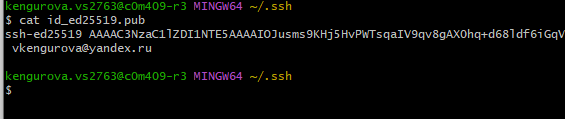 kengurova.vs2763@c0m409-r3 MINGW64 ~/.ssh
$ cat id_ed25519.pub
ssh-ed25519 AAAAC3NzaC1lZDI1NTE5AAAAIOJusms9KHj5HvPWTsqaIV9qv8gAX0hq+d68ldf6iGqV
vkengurova@yandex.ru
kengurova.vs2763@c0m409-r3 MINGW64 ~/.ssh
$